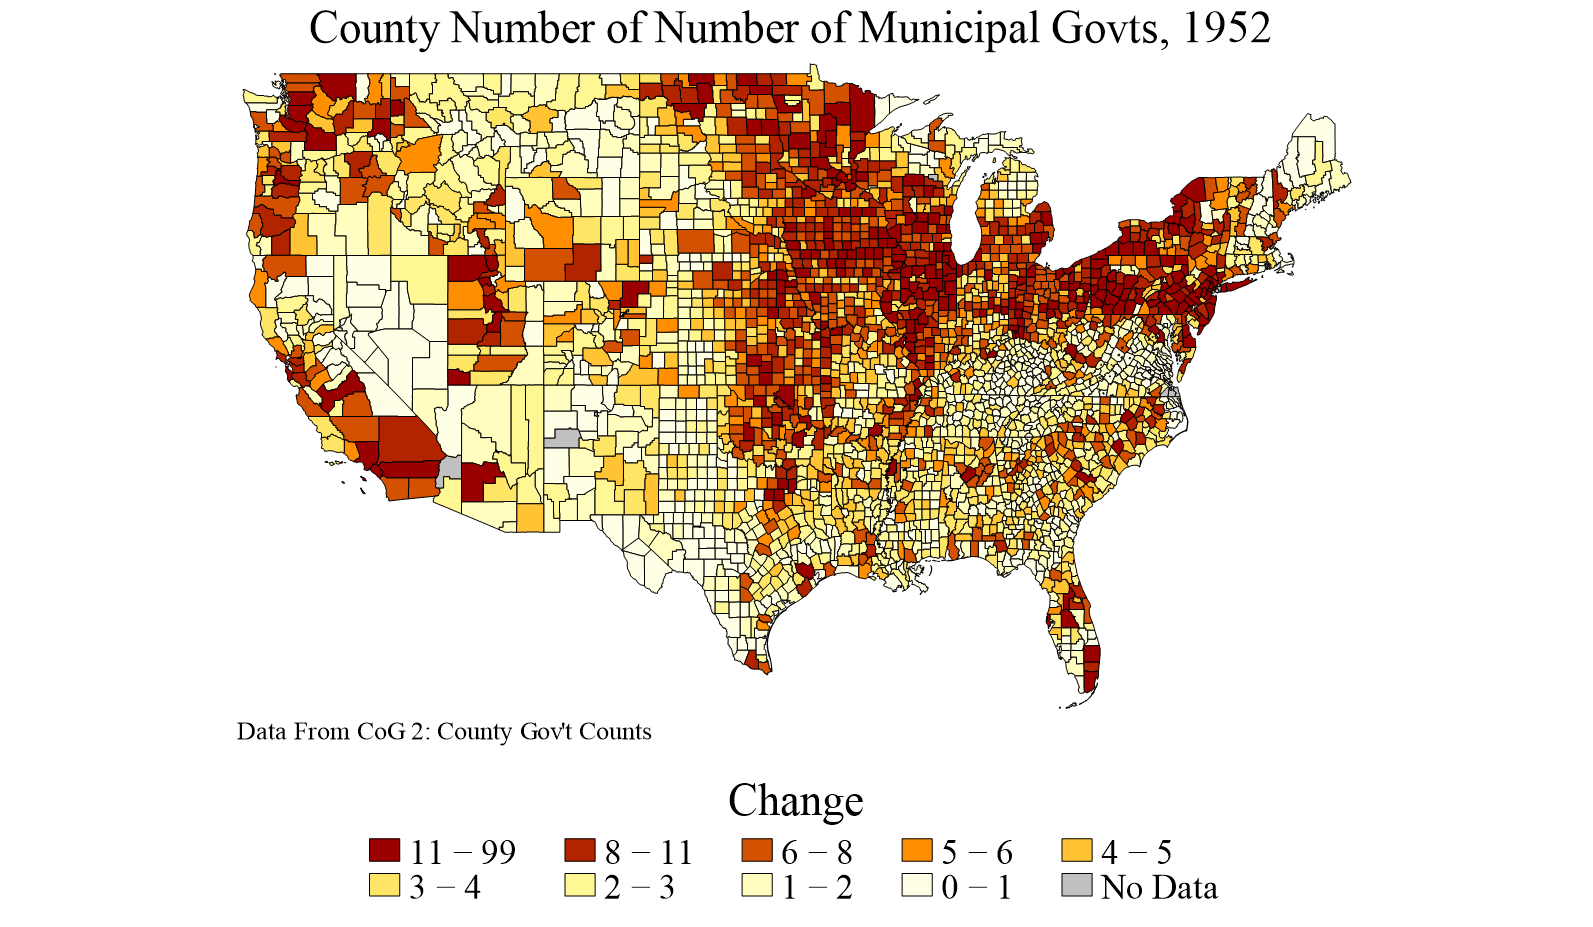 County Number of Number of Municipal Govts, 1952
Data From CoG 2: County Gov't Counts
Change
11 − 99 8 − 11 6 − 8 5 − 6 4 − 5
3 − 4 2 − 3 1 − 2 0 − 1 No Data